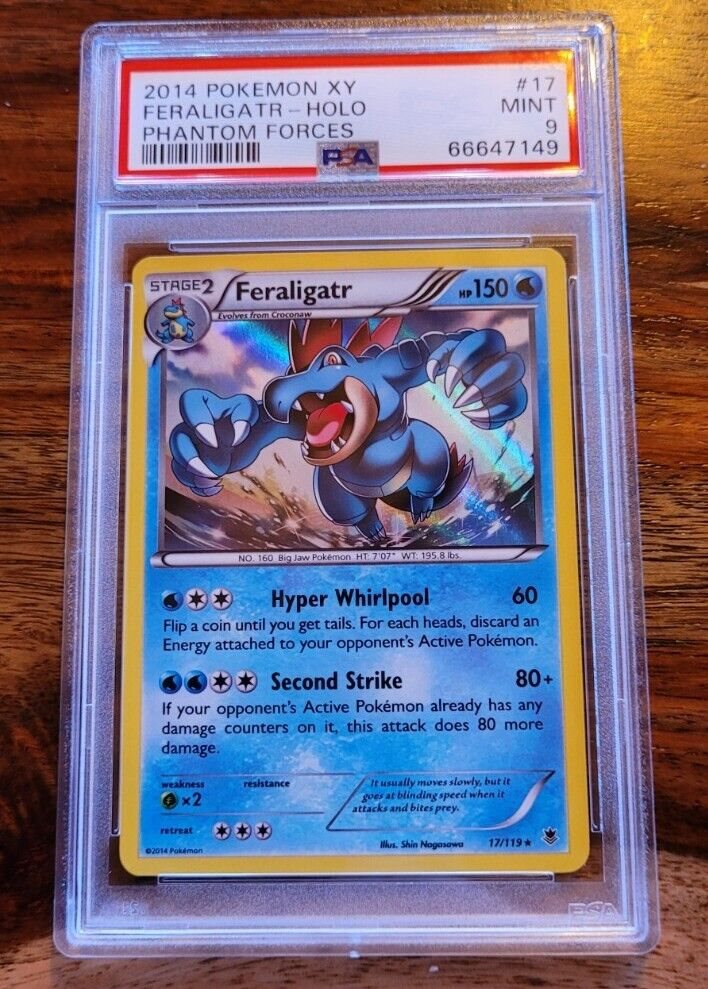 2014 POKEMON XY #17
FERALIGATR-HOLO MINT
PHANTOM FORCES 9
PSA 66647149
STAGE2 Feraligatr HP150
Evolves from Croconaw
NO. 160 Big Jaw Pokémon HT: 7'07" WT: 195.8 lbs.
Hyper Whirlpool 60
Flip a coin until you get tails. For each heads, discard an
Energy attached to your opponent's Active Pokémon.
Second Strike 80+
If your opponent's Active Pokémon already has any
damage counters on it, this attack does 80 more
damage.
weakness resistance
×2
It usually moves slowly, but it
goes at blinding speed when it
attacks and bites prey.
retreat
©2014 Pokémon Illus. Shin Nagasawa 17/119★
PSA